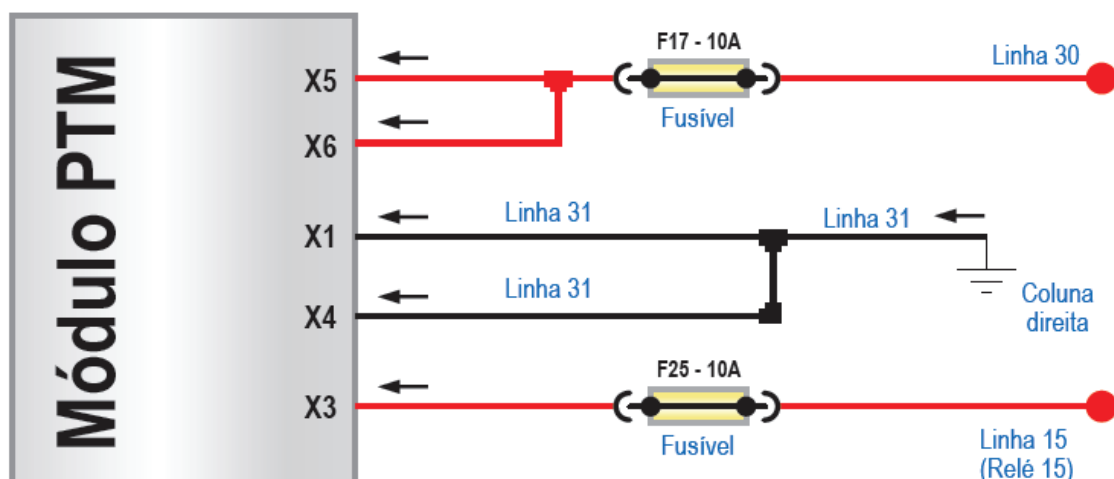 Módulo PTM
X5
F17 - 10A
Fusível
Linha 30
X6
X1
Linha 31
Linha 31
X4
Linha 31
Coluna
direita
X3
F25 - 10A
Fusível
Linha 15
(Relé 15)